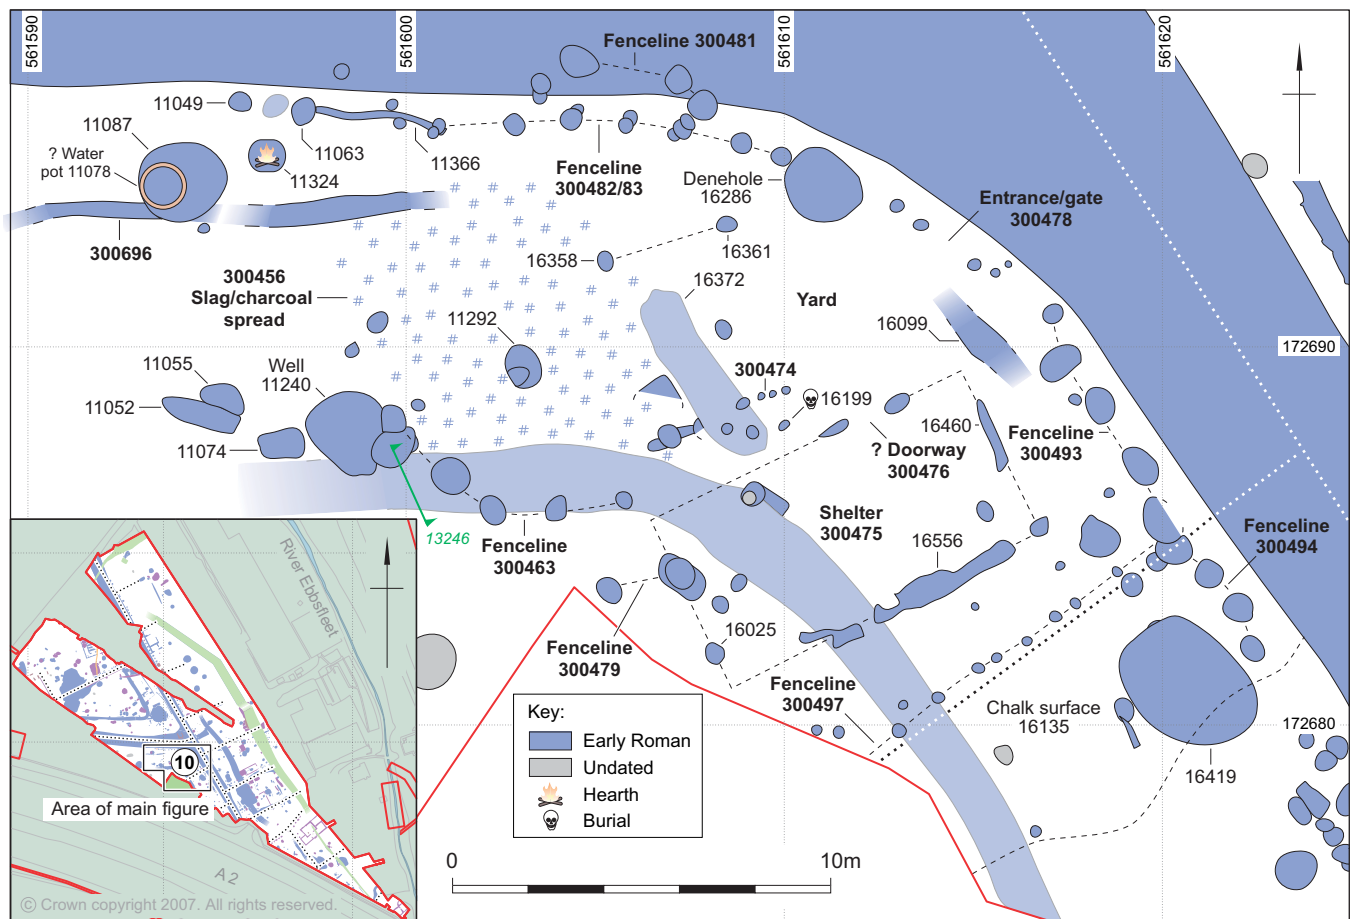 561590
561600
561610
561620
Fenceline 300481
11049
11087
? Water
pot 11078
11063
11324
11366
Fenceline
300482/83
Denehole
16286
Entrance/gate
300478
300696
16358
16361
300456
Slag/charcoal
spread
16372
Yard
11292
16099
172690
11055
11052
Well
11240
300474
16199
16460
11074
? Doorway
300476
Fenceline
300493
13246
Fenceline
300463
Shelter
300475
16556
Fenceline
300494
16025
Fenceline
300479
Fenceline
300497
Chalk surface
16135
172680
16419
Key:
Early Roman
Undated
Hearth
Burial
0
10m
River Ebbsfleet
10
Area of main figure
A2
© Crown copyright 2007. All rights reserved.